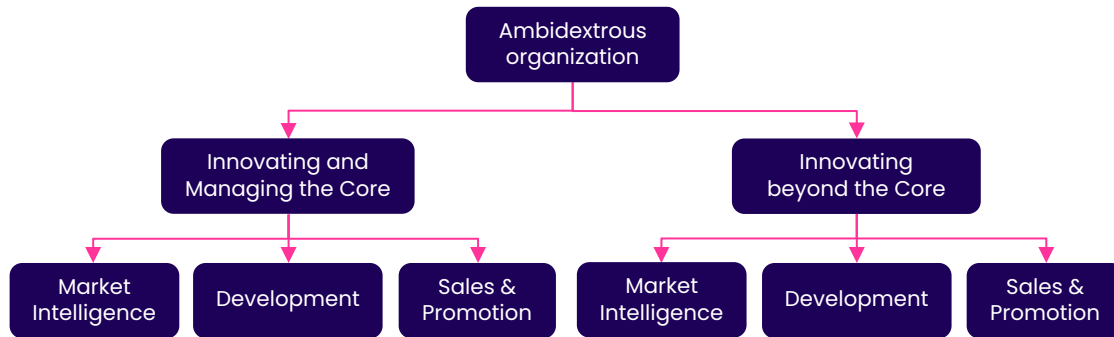 Ambidextrous
organization
Innovating and
Managing the Core
Innovating
beyond the Core
Market
Intelligence
Development
Sales &
Promotion
Market
Intelligence
Development
Sales &
Promotion